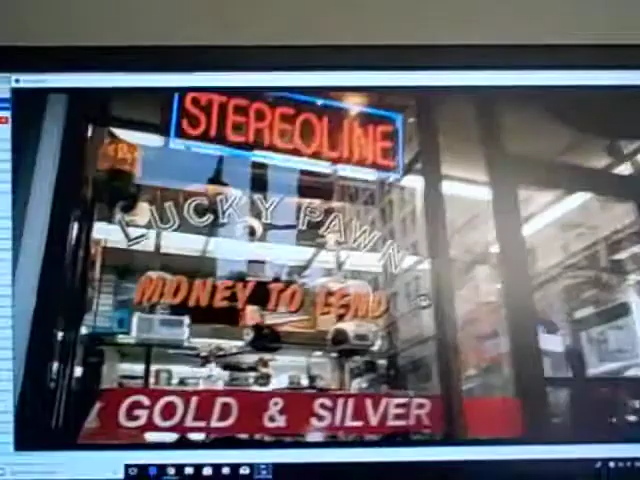 STEREOLINE
LUCKY PAWN
MONEY TO LEND
GOLD & SILVER